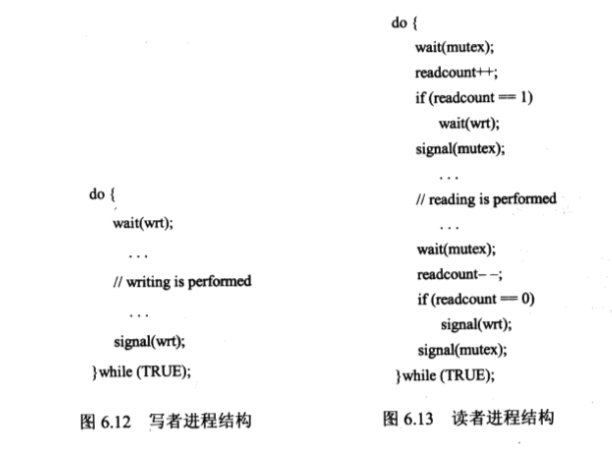 do {
wait(wrt);
...
// writing is performed
...
signal(wrt);
}while (TRUE);
图 6.12 写者进程结构
do {
wait(mutex);
readcount++;
if (readcount == 1)
wait(wrt);
signal(mutex);
...
// reading is performed
...
wait(mutex);
readcount– –;
if (readcount == 0)
signal(wrt);
signal(mutex);
}while (TRUE);
图 6.13 读者进程结构